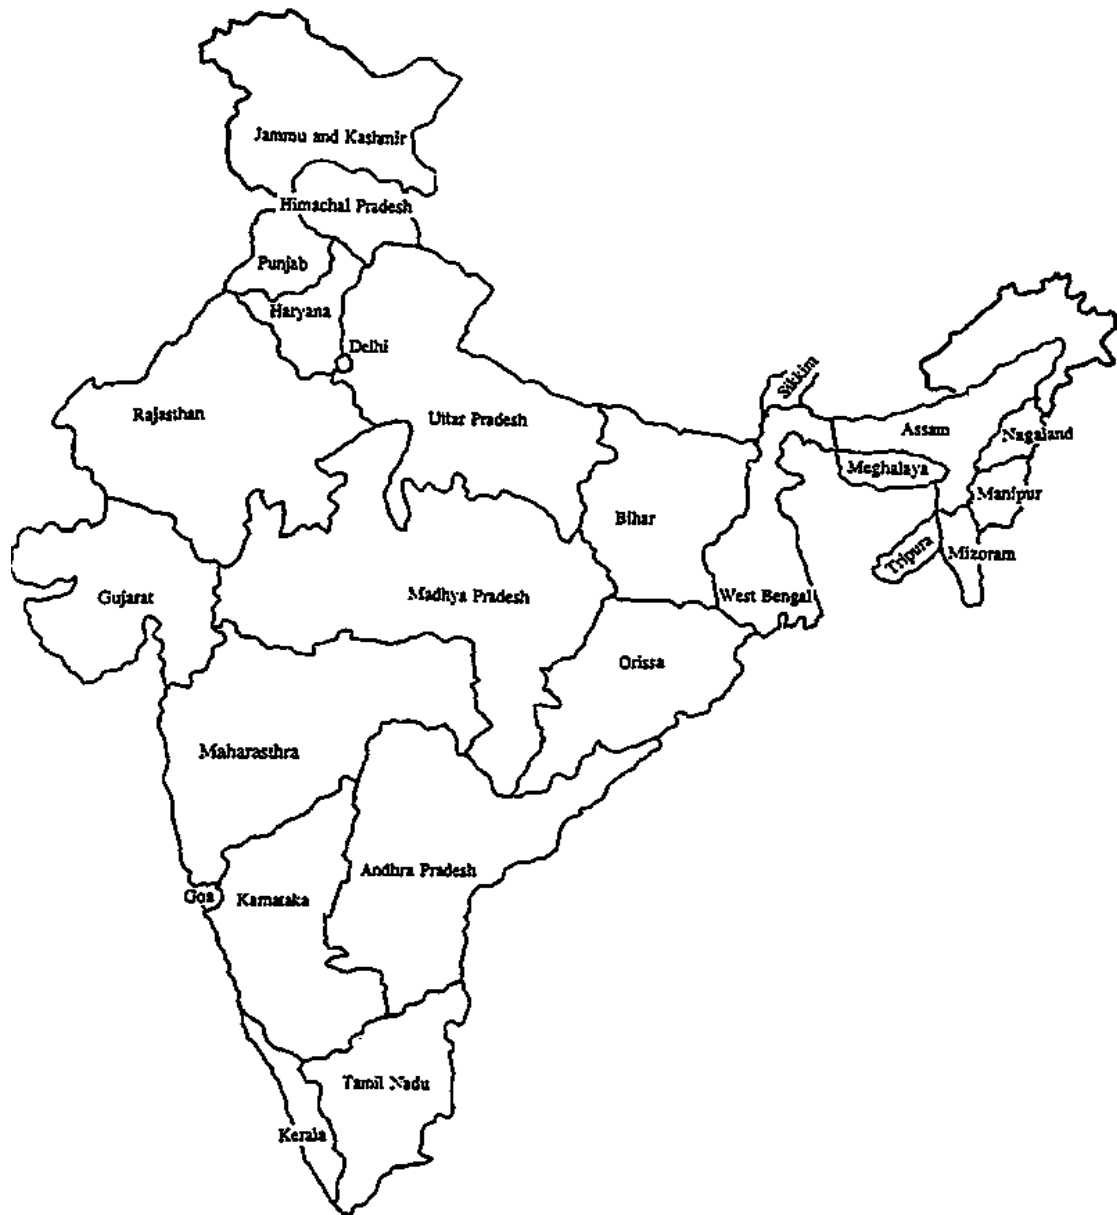 Jammu and Kashmir
Himachal Pradesh
Punjab
Haryana
Delhi
Sikkim
Rajasthan
Uttar Pradesh
Assam
Nagaland
Meghalaya
Manipur
Bihar
Tripura
Mizoram
Gujarat
Madhya Pradesh
West Bengal
Orissa
Maharasthra
Andhra Pradesh
Goa
Karnataka
Tamil Nadu
Kerala